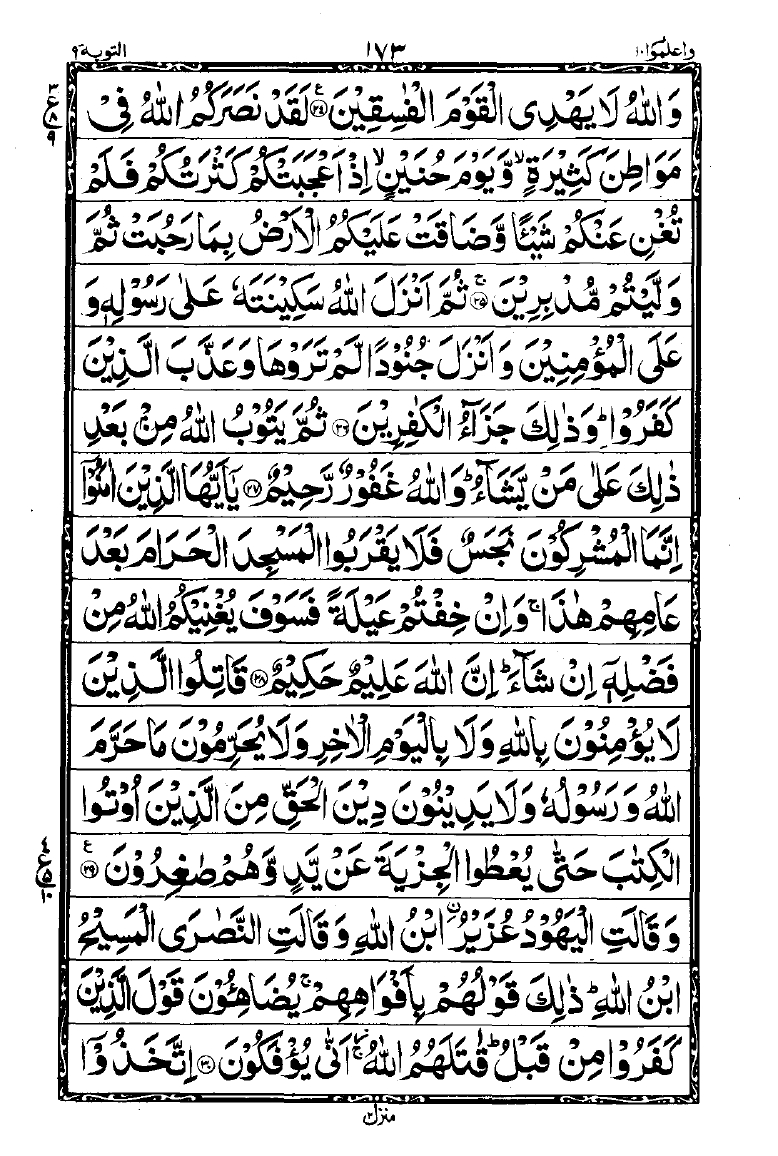 واعلموا ١٠ ١٧٣ التوبة ٩
وَاللّٰهُ لَا يَهْدِى الْقَوْمَ الْفٰسِقِيْنَ ﴿٢٤﴾ لَقَدْ نَصَرَكُمُ اللّٰهُ فِىْ
مَوَاطِنَ كَثِيْرَةٍ ۙ وَّيَوْمَ حُنَيْنٍ ۙ اِذْ اَعْجَبَتْكُمْ كَثْرَتُكُمْ فَلَمْ
تُغْنِ عَنْكُمْ شَيْـًٔا وَّضَاقَتْ عَلَيْكُمُ الْاَرْضُ بِمَا رَحُبَتْ ثُمَّ
وَلَّيْتُمْ مُّدْبِرِيْنَ ۚ ﴿٢٥﴾ ثُمَّ اَنْزَلَ اللّٰهُ سَكِيْنَتَهٗ عَلٰى رَسُوْلِهٖ وَ
عَلَى الْمُؤْمِنِيْنَ وَاَنْزَلَ جُنُوْدًا لَّمْ تَرَوْهَا وَعَذَّبَ الَّذِيْنَ
كَفَرُوْا ؕ وَذٰلِكَ جَزَآءُ الْكٰفِرِيْنَ ﴿٢٦﴾ ثُمَّ يَتُوْبُ اللّٰهُ مِنْۢ بَعْدِ
ذٰلِكَ عَلٰى مَنْ يَّشَآءُ ؕ وَاللّٰهُ غَفُوْرٌ رَّحِيْمٌ ﴿٢٧﴾ يٰۤاَيُّهَا الَّذِيْنَ اٰمَنُوْۤا
اِنَّمَا الْمُشْرِكُوْنَ نَجَسٌ فَلَا يَقْرَبُوا الْمَسْجِدَ الْحَرَامَ بَعْدَ
عَامِهِمْ هٰذَا ۚ وَاِنْ خِفْتُمْ عَيْلَةً فَسَوْفَ يُغْنِيْكُمُ اللّٰهُ مِنْ
فَضْلِهٖۤ اِنْ شَآءَ ؕ اِنَّ اللّٰهَ عَلِيْمٌ حَكِيْمٌ ﴿٢٨﴾ قَاتِلُوا الَّذِيْنَ
لَا يُؤْمِنُوْنَ بِاللّٰهِ وَلَا بِالْيَوْمِ الْاٰخِرِ وَلَا يُحَرِّمُوْنَ مَا حَرَّمَ
اللّٰهُ وَرَسُوْلُهٗ وَلَا يَدِيْنُوْنَ دِيْنَ الْحَقِّ مِنَ الَّذِيْنَ اُوْتُوا
الْكِتٰبَ حَتّٰى يُعْطُوا الْجِزْيَةَ عَنْ يَّدٍ وَّهُمْ صٰغِرُوْنَ ﴿٢٩﴾
وَقَالَتِ الْيَهُوْدُ عُزَيْرُ ۨ ابْنُ اللّٰهِ وَقَالَتِ النَّصٰرَى الْمَسِيْحُ
ابْنُ اللّٰهِ ؕ ذٰلِكَ قَوْلُهُمْ بِاَفْوَاهِهِمْ ۚ يُضَاهِـُٔوْنَ قَوْلَ الَّذِيْنَ
كَفَرُوْا مِنْ قَبْلُ ؕ قٰتَلَهُمُ اللّٰهُ ۚ اَنّٰى يُؤْفَكُوْنَ ﴿٣٠﴾ اِتَّخَذُوْۤا
منزل ٢